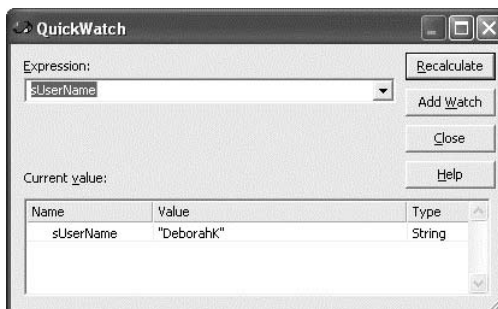 QuickWatch
Expression:
sUserName
Recalculate
Add Watch
Close
Help
Current value:
Name Value Type
sUserName "DeborahK" String